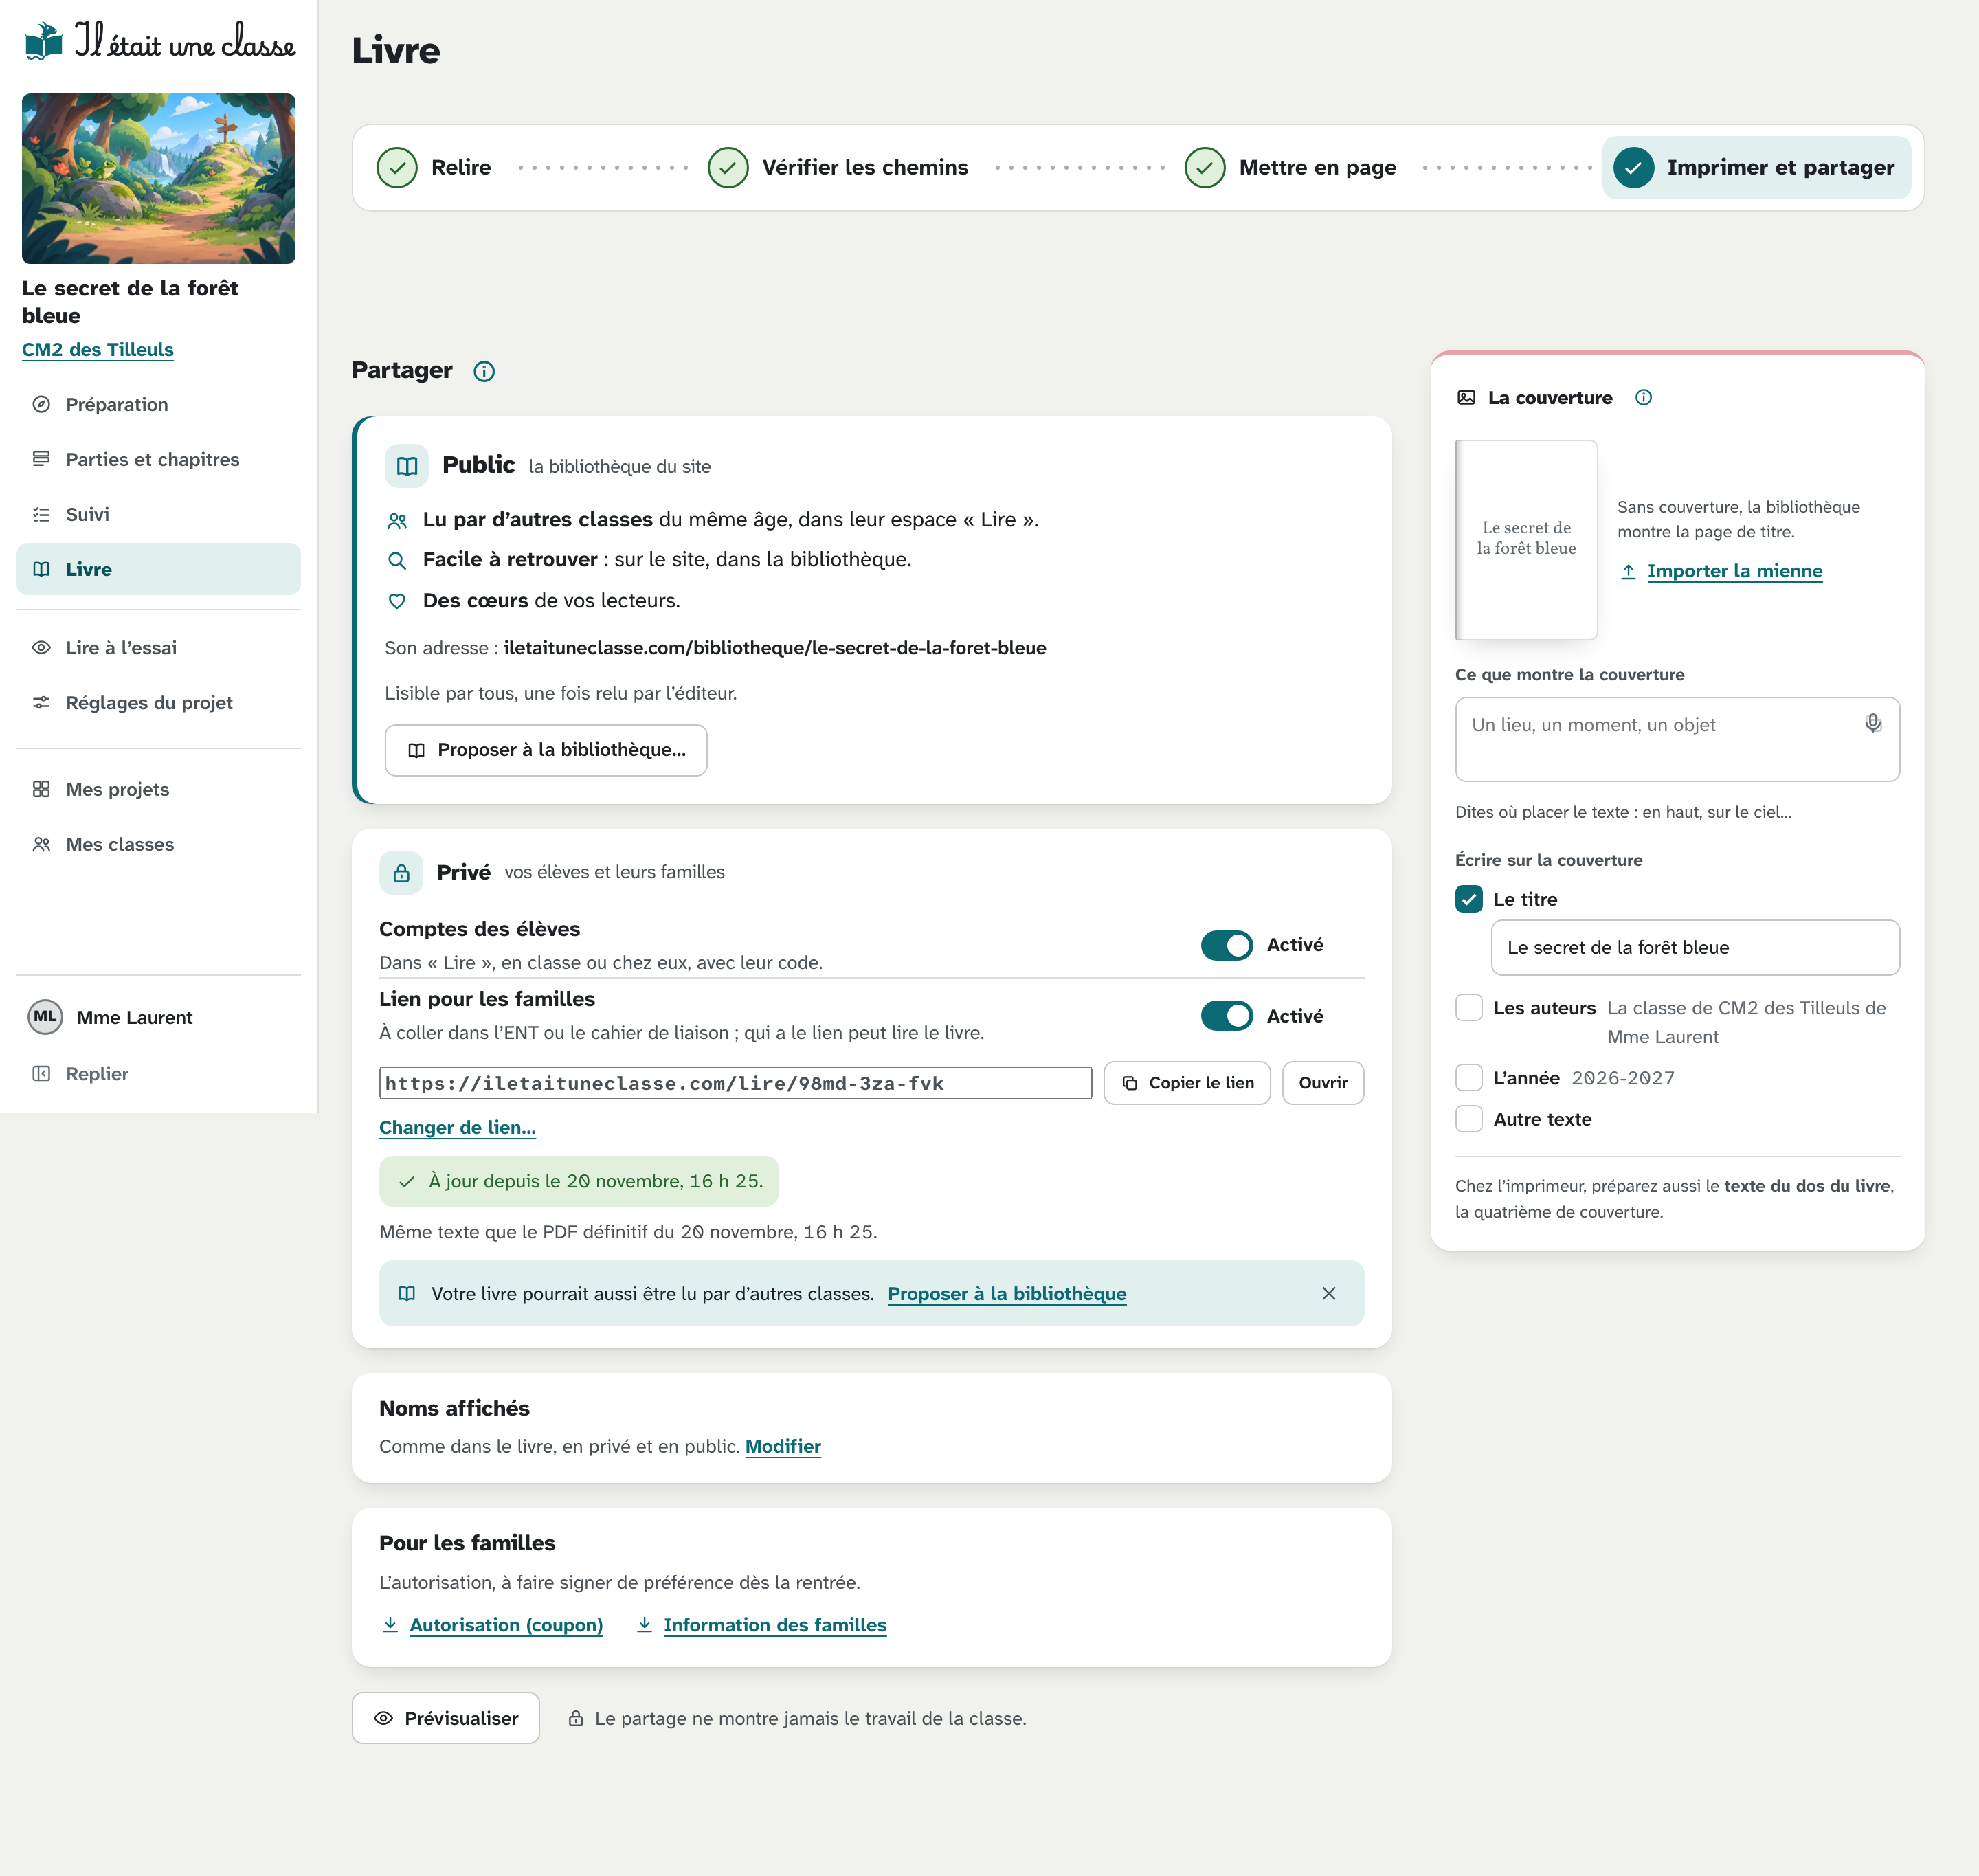 Il était une classe
Le secret de la forêt
bleue
CM2 des Tilleuls
Préparation
Parties et chapitres
Suivi
Livre
Lire à l’essai
Réglages du projet
Mes projets
Mes classes
ML Mme Laurent
Replier
Livre
Relire
Vérifier les chemins
Mettre en page
Imprimer et partager
Partager
Public la bibliothèque du site
Lu par d’autres classes du même âge, dans leur espace « Lire ».
Facile à retrouver : sur le site, dans la bibliothèque.
Des cœurs de vos lecteurs.
Son adresse : iletaituneclasse.com/bibliotheque/le-secret-de-la-foret-bleue
Lisible par tous, une fois relu par l’éditeur.
Proposer à la bibliothèque…
Privé vos élèves et leurs familles
Comptes des élèves
Dans « Lire », en classe ou chez eux, avec leur code.
Activé
Lien pour les familles
À coller dans l’ENT ou le cahier de liaison ; qui a le lien peut lire le livre.
Activé
https://iletaituneclasse.com/lire/98md-3za-fvk
Copier le lien
Ouvrir
Changer de lien…
À jour depuis le 20 novembre, 16 h 25.
Même texte que le PDF définitif du 20 novembre, 16 h 25.
Votre livre pourrait aussi être lu par d’autres classes. Proposer à la bibliothèque
Noms affichés
Comme dans le livre, en privé et en public. Modifier
Pour les familles
L’autorisation, à faire signer de préférence dès la rentrée.
Autorisation (coupon)
Information des familles
Prévisualiser
Le partage ne montre jamais le travail de la classe.
La couverture
Le secret de
la forêt bleue
Sans couverture, la bibliothèque
montre la page de titre.
Importer la mienne
Ce que montre la couverture
Un lieu, un moment, un objet
Dites où placer le texte : en haut, sur le ciel…
Écrire sur la couverture
Le titre
Le secret de la forêt bleue
Les auteurs La classe de CM2 des Tilleuls de
Mme Laurent
L’année 2026-2027
Autre texte
Chez l’imprimeur, préparez aussi le texte du dos du livre,
la quatrième de couverture.